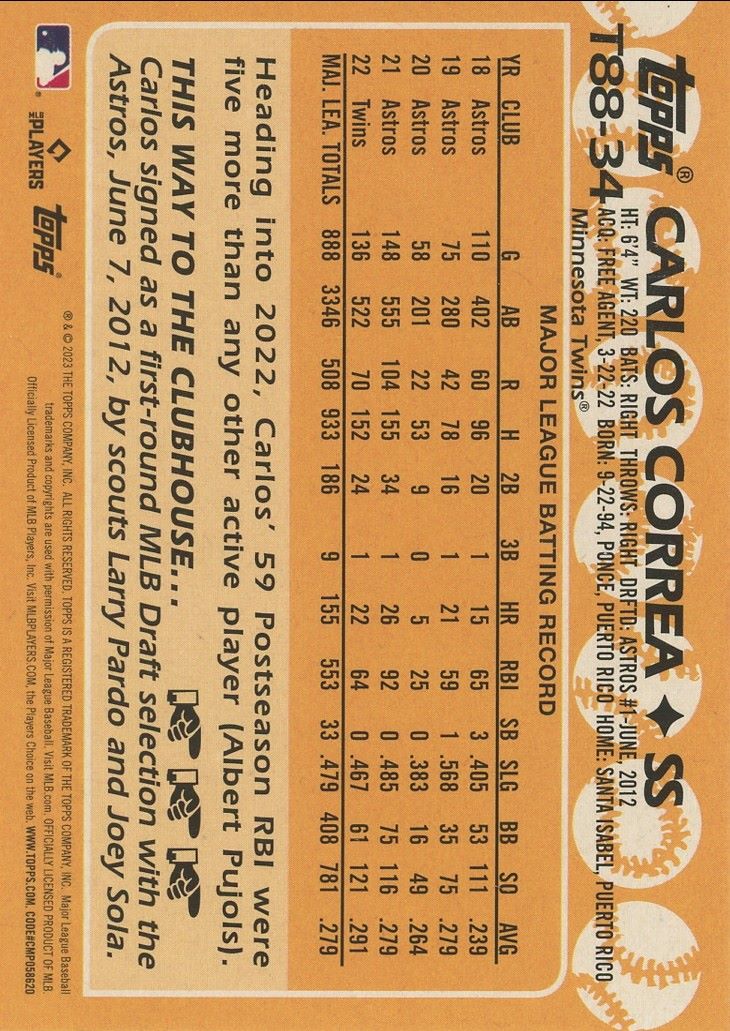 topps®
T88-34
CARLOS CORREA ♦ SS
HT: 6'4" WT: 220 BATS: RIGHT THROWS: RIGHT DRFTD: ASTROS #1-JUNE, 2012
ACQ: FREE AGENT, 3-22-22 BORN: 9-22-94, PONCE, PUERTO RICO HOME: SANTA ISABEL, PUERTO RICO
Minnesota Twins®
MAJOR LEAGUE BATTING RECORD
YR CLUB G AB R H 2B 3B HR RBI SB SLG BB SO AVG
18 Astros 110 402 60 96 20 1 15 65 3 .405 53 111 .239
19 Astros 75 280 42 78 16 1 21 59 1 .568 35 75 .279
20 Astros 58 201 22 53 9 0 5 25 0 .383 16 49 .264
21 Astros 148 555 104 155 34 1 26 92 0 .485 75 116 .279
22 Twins 136 522 70 152 24 1 22 64 0 .467 61 121 .291
MAJ. LEA. TOTALS 888 3346 508 933 186 9 155 553 33 .479 408 781 .279
Heading into 2022, Carlos' 59 Postseason RBI were
five more than any other active player (Albert Pujols).
THIS WAY TO THE CLUBHOUSE...
Carlos signed as a first-round MLB Draft selection with the
Astros, June 7, 2012, by scouts Larry Pardo and Joey Sola.
MLB PLAYERS topps®
® & © 2023 THE TOPPS COMPANY, INC. ALL RIGHTS RESERVED. TOPPS IS A REGISTERED TRADEMARK OF THE TOPPS COMPANY, INC. Major League Baseball
trademarks and copyrights are used with permission of Major League Baseball. Visit MLB.com. OFFICIALLY LICENSED PRODUCT OF MLB
Officially Licensed Product of MLB Players, Inc. Visit MLBPLAYERS.COM, the Players Choice on the web. WWW.TOPPS.COM. CODE#CMP058620